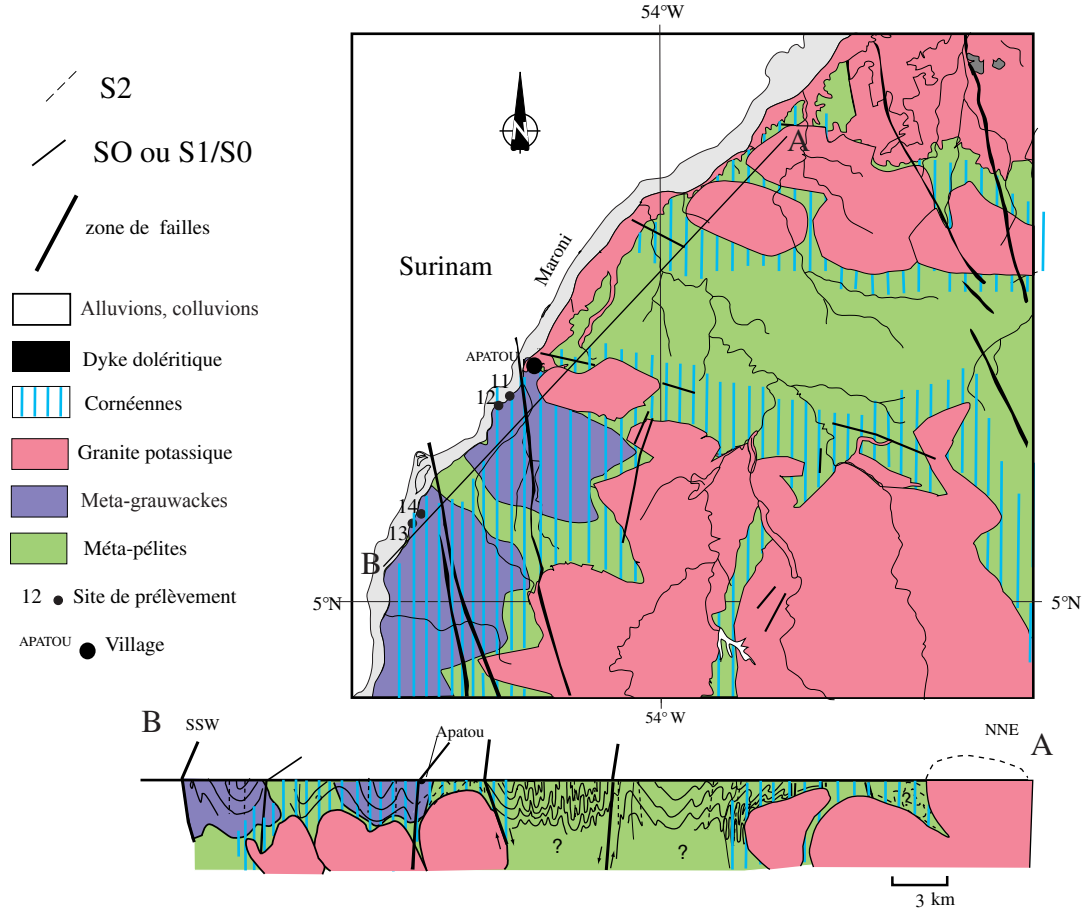 54° W
S2
SO ou S1/S0
zone de failles
Alluvions, colluvions
Dyke doléritique
Cornéennes
Granite potassique
Meta-grauwackes
Méta-pélites
12 Site de prélèvement
APATOU Village
N
A
Surinam
Maroni
APATOU
11
12
14
13
B
5°N
5°N
54° W
B
SSW
Apatou
NNE
A
?
?
?
3 km